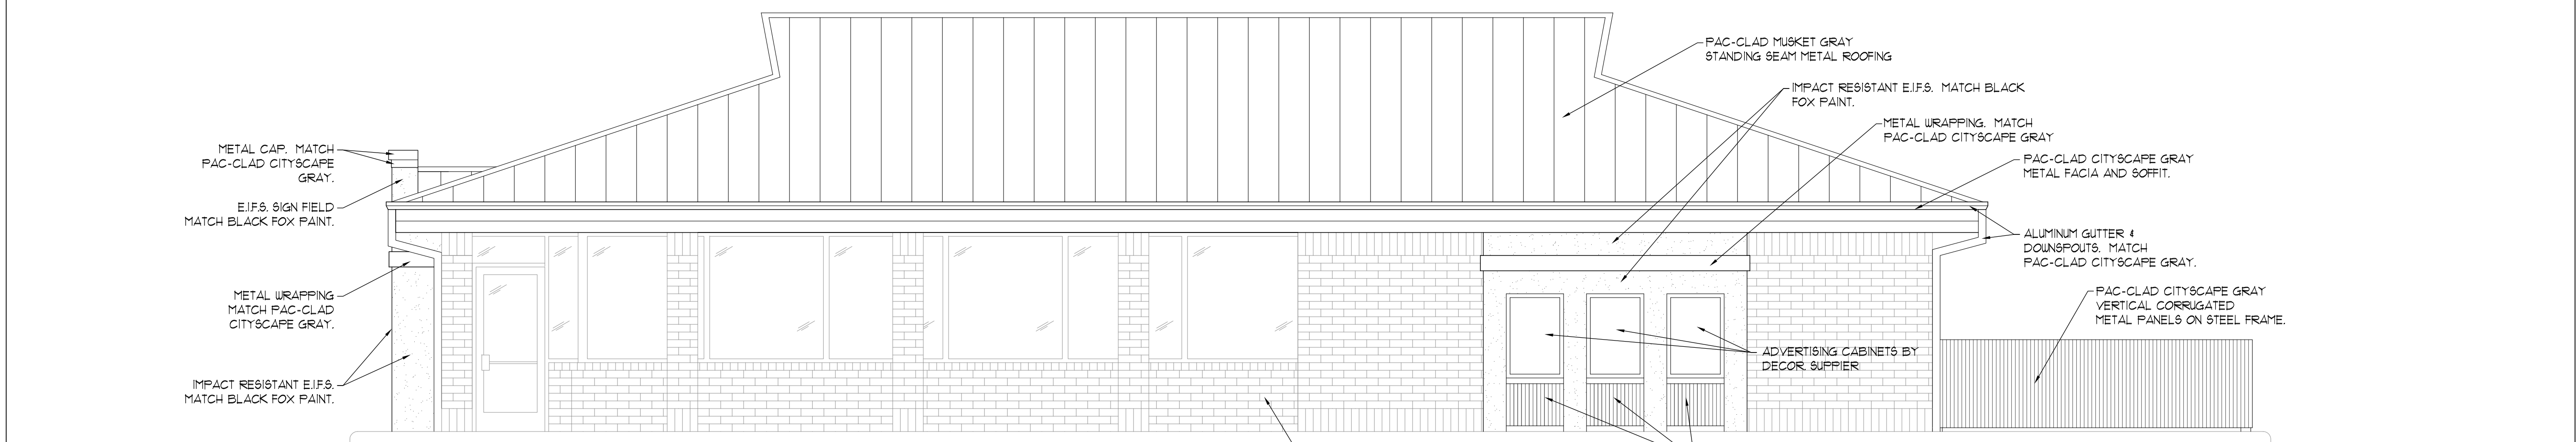 PAC-CLAD MUSKET GRAY
STANDING SEAM METAL ROOFING
IMPACT RESISTANT E.I.F.S. MATCH BLACK
FOX PAINT.
METAL WRAPPING. MATCH
PAC-CLAD CITYSCAPE GRAY
PAC-CLAD CITYSCAPE GRAY
METAL FACIA AND SOFFIT.
ALUMINUM GUTTER &
DOWNSPOUTS. MATCH
PAC-CLAD CITYSCAPE GRAY.
PAC-CLAD CITYSCAPE GRAY
VERTICAL CORRUGATED
METAL PANELS ON STEEL FRAME.
ADVERTISING CABINETS BY
DECOR SUPPIER
METAL CAP. MATCH
PAC-CLAD CITYSCAPE
GRAY.
E.I.F.S. SIGN FIELD
MATCH BLACK FOX PAINT.
METAL WRAPPING
MATCH PAC-CLAD
CITYSCAPE GRAY.
IMPACT RESISTANT E.I.F.S.
MATCH BLACK FOX PAINT.